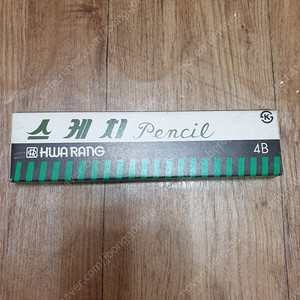 스케치 Pencil
HWA RANG
4B